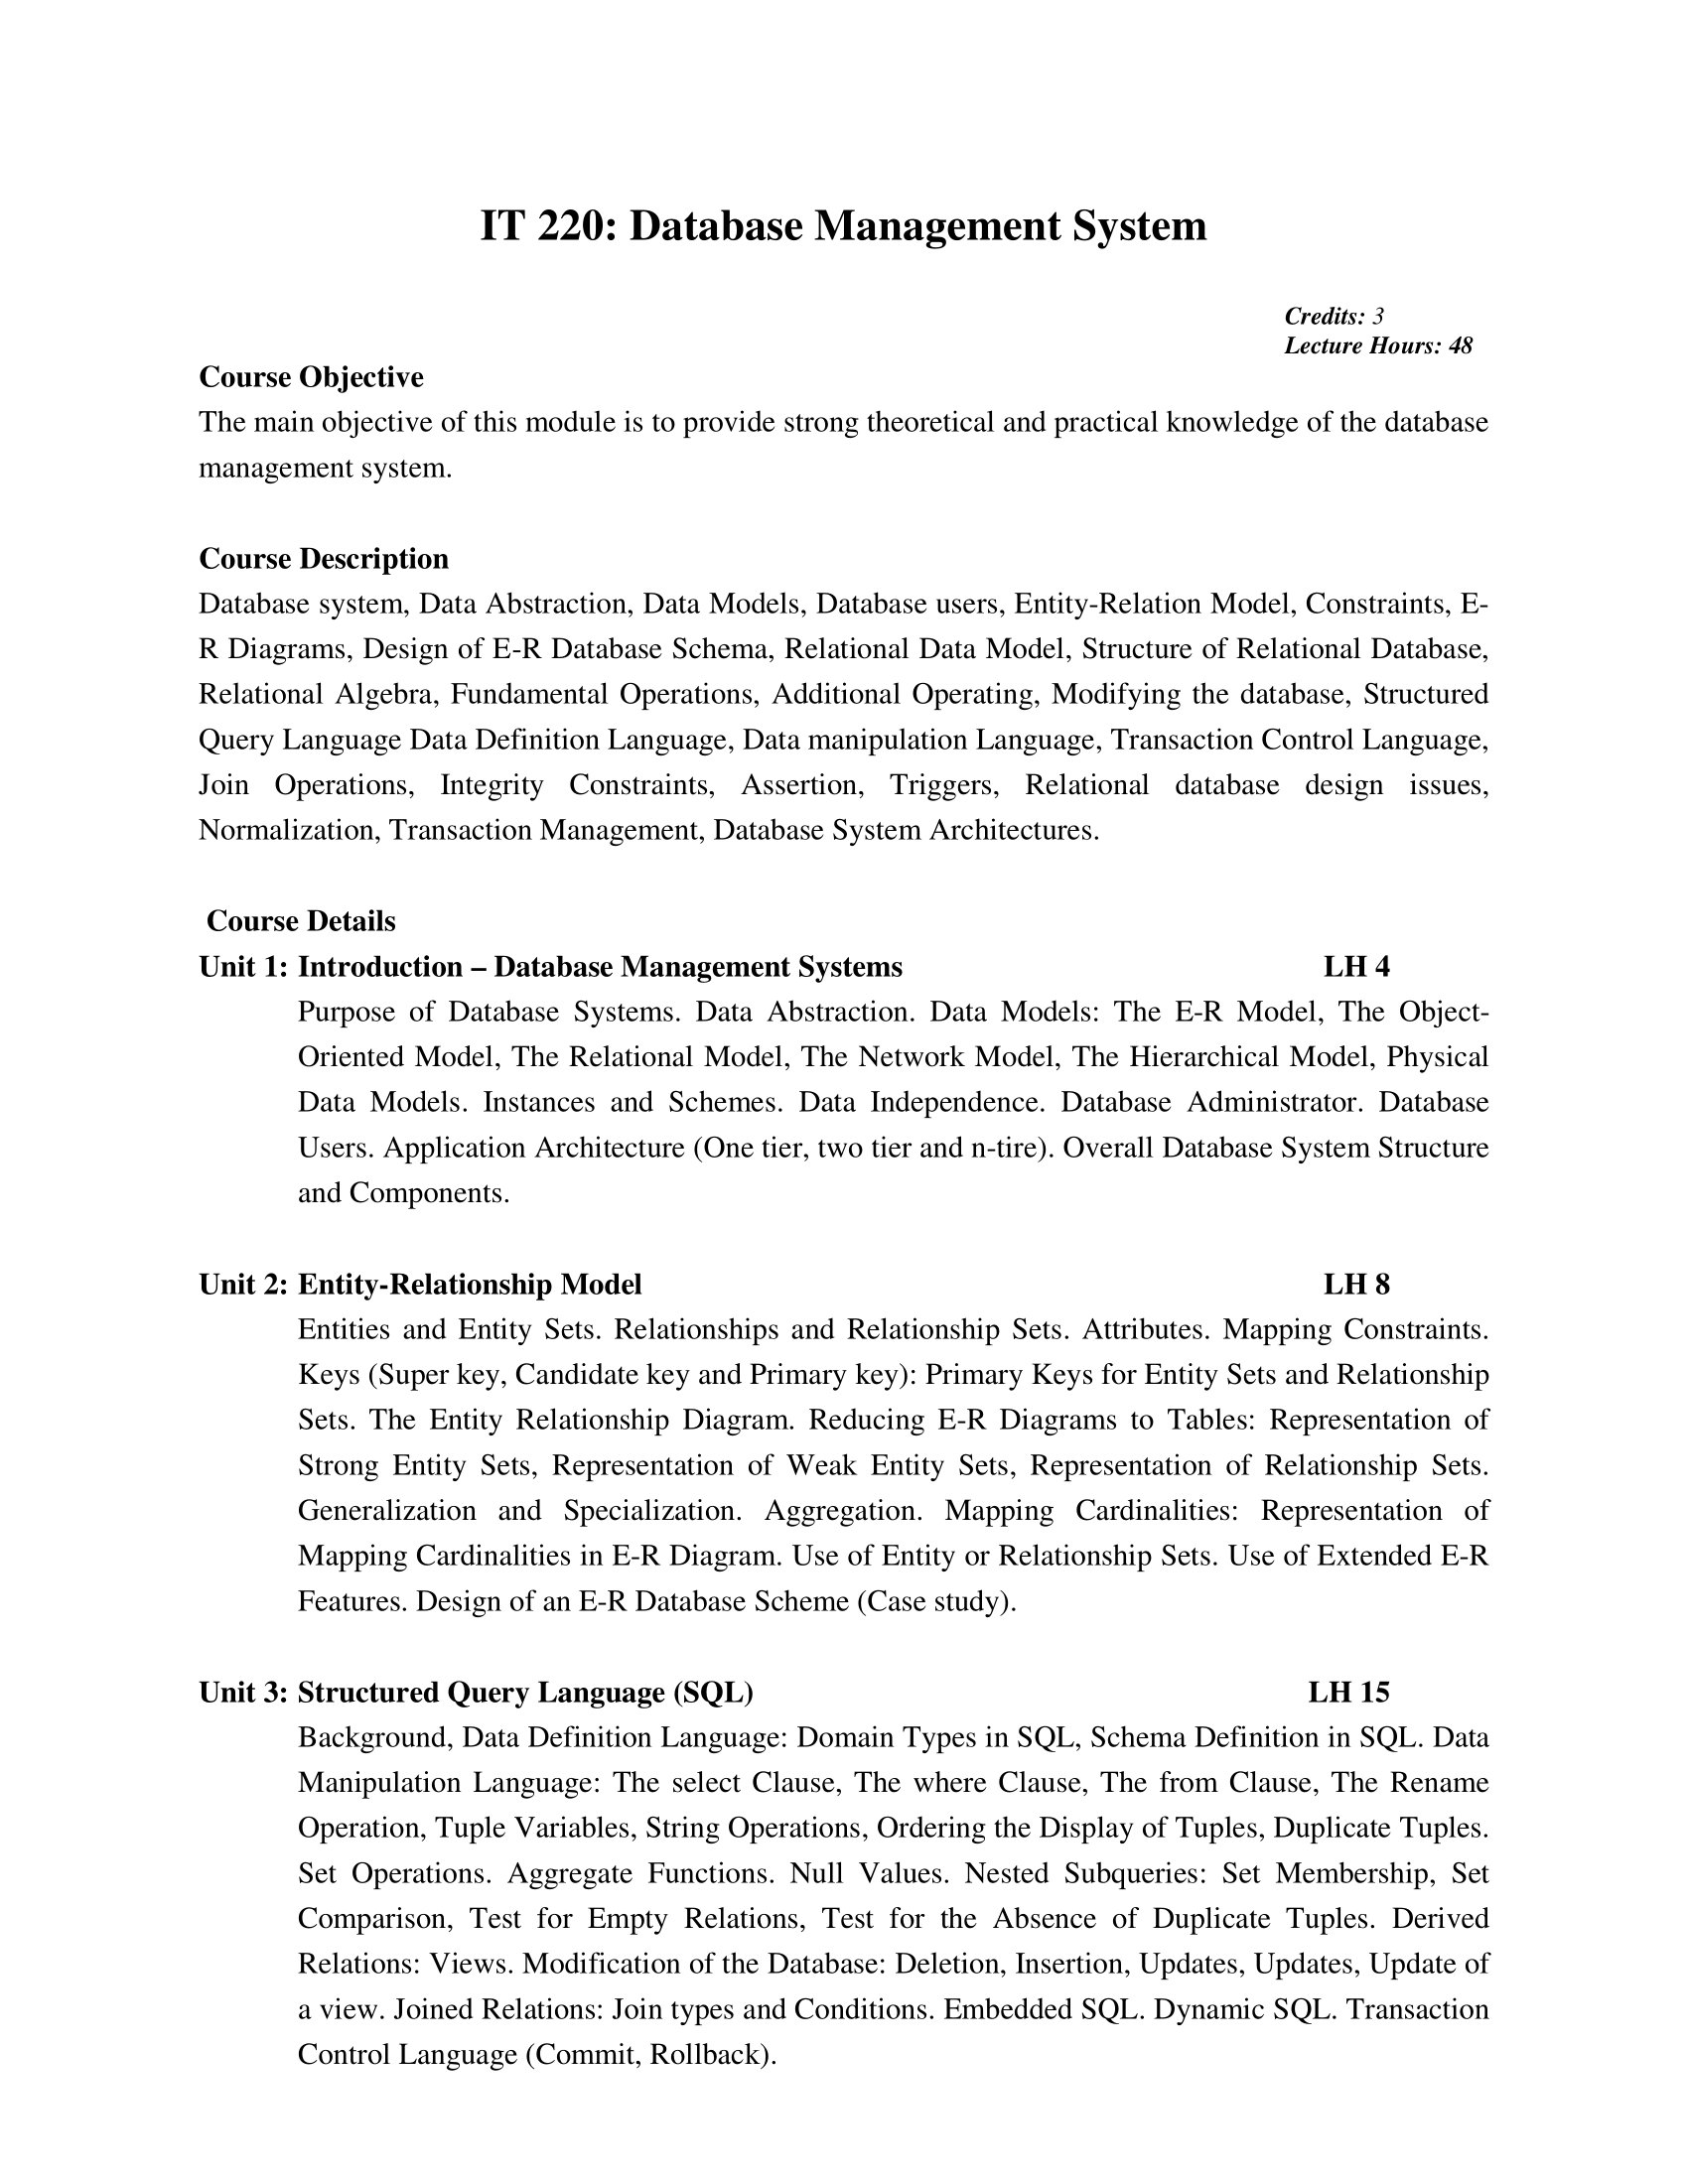 IT 220: Database Management System
Credits: 3
Lecture Hours: 48
Course Objective
The main objective of this module is to provide strong theoretical and practical knowledge of the database
management system.
Course Description
Database system, Data Abstraction, Data Models, Database users, Entity-Relation Model, Constraints, E-
R Diagrams, Design of E-R Database Schema, Relational Data Model, Structure of Relational Database,
Relational Algebra, Fundamental Operations, Additional Operating, Modifying the database, Structured
Query Language Data Definition Language, Data manipulation Language, Transaction Control Language,
Join Operations, Integrity Constraints, Assertion, Triggers, Relational database design issues,
Normalization, Transaction Management, Database System Architectures.
Course Details
Unit 1: Introduction – Database Management Systems LH 4
Purpose of Database Systems. Data Abstraction. Data Models: The E-R Model, The Object-
Oriented Model, The Relational Model, The Network Model, The Hierarchical Model, Physical
Data Models. Instances and Schemes. Data Independence. Database Administrator. Database
Users. Application Architecture (One tier, two tier and n-tire). Overall Database System Structure
and Components.
Unit 2: Entity-Relationship Model LH 8
Entities and Entity Sets. Relationships and Relationship Sets. Attributes. Mapping Constraints.
Keys (Super key, Candidate key and Primary key): Primary Keys for Entity Sets and Relationship
Sets. The Entity Relationship Diagram. Reducing E-R Diagrams to Tables: Representation of
Strong Entity Sets, Representation of Weak Entity Sets, Representation of Relationship Sets.
Generalization and Specialization. Aggregation. Mapping Cardinalities: Representation of
Mapping Cardinalities in E-R Diagram. Use of Entity or Relationship Sets. Use of Extended E-R
Features. Design of an E-R Database Scheme (Case study).
Unit 3: Structured Query Language (SQL) LH 15
Background, Data Definition Language: Domain Types in SQL, Schema Definition in SQL. Data
Manipulation Language: The select Clause, The where Clause, The from Clause, The Rename
Operation, Tuple Variables, String Operations, Ordering the Display of Tuples, Duplicate Tuples.
Set Operations. Aggregate Functions. Null Values. Nested Subqueries: Set Membership, Set
Comparison, Test for Empty Relations, Test for the Absence of Duplicate Tuples. Derived
Relations: Views. Modification of the Database: Deletion, Insertion, Updates, Updates, Update of
a view. Joined Relations: Join types and Conditions. Embedded SQL. Dynamic SQL. Transaction
Control Language (Commit, Rollback).